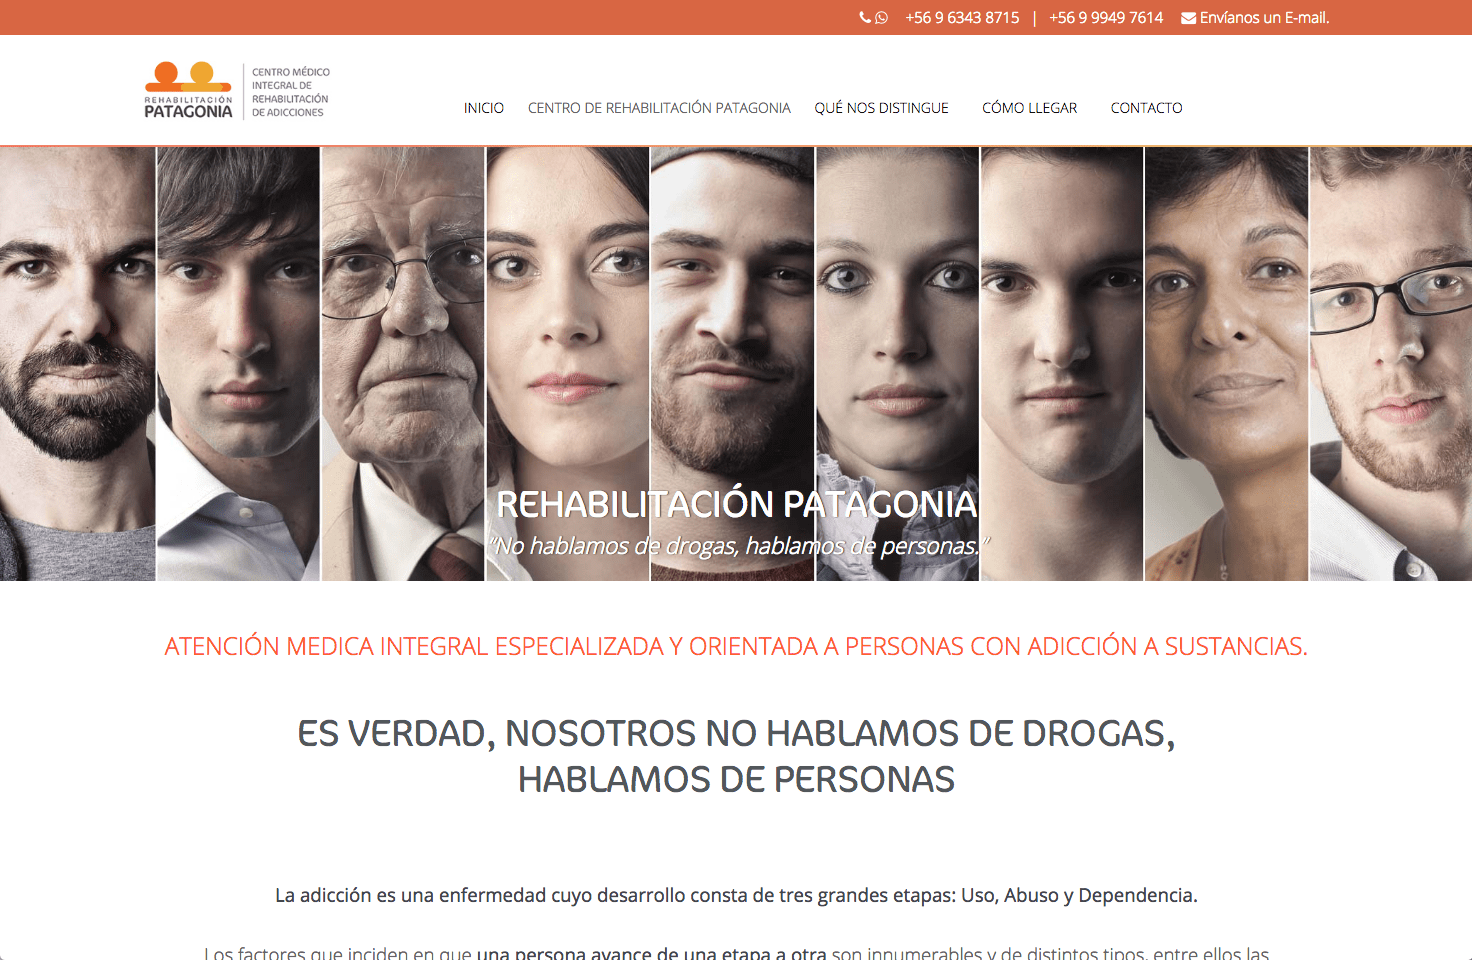 +56 9 6343 8715 | +56 9 9949 7614 Envíanos un E-mail.
REHABILITACIÓN
PATAGONIA
CENTRO MÉDICO
INTEGRAL DE
REHABILITACIÓN
DE ADICCIONES
INICIO CENTRO DE REHABILITACIÓN PATAGONIA QUÉ NOS DISTINGUE CÓMO LLEGAR CONTACTO
REHABILITACIÓN PATAGONIA
"No hablamos de drogas, hablamos de personas."
ATENCIÓN MEDICA INTEGRAL ESPECIALIZADA Y ORIENTADA A PERSONAS CON ADICCIÓN A SUSTANCIAS.
ES VERDAD, NOSOTROS NO HABLAMOS DE DROGAS,
HABLAMOS DE PERSONAS
La adicción es una enfermedad cuyo desarrollo consta de tres grandes etapas: Uso, Abuso y Dependencia.
Los factores que inciden en que una persona avance de una etapa a otra son innumerables y de distintos tipos, entre ellos las